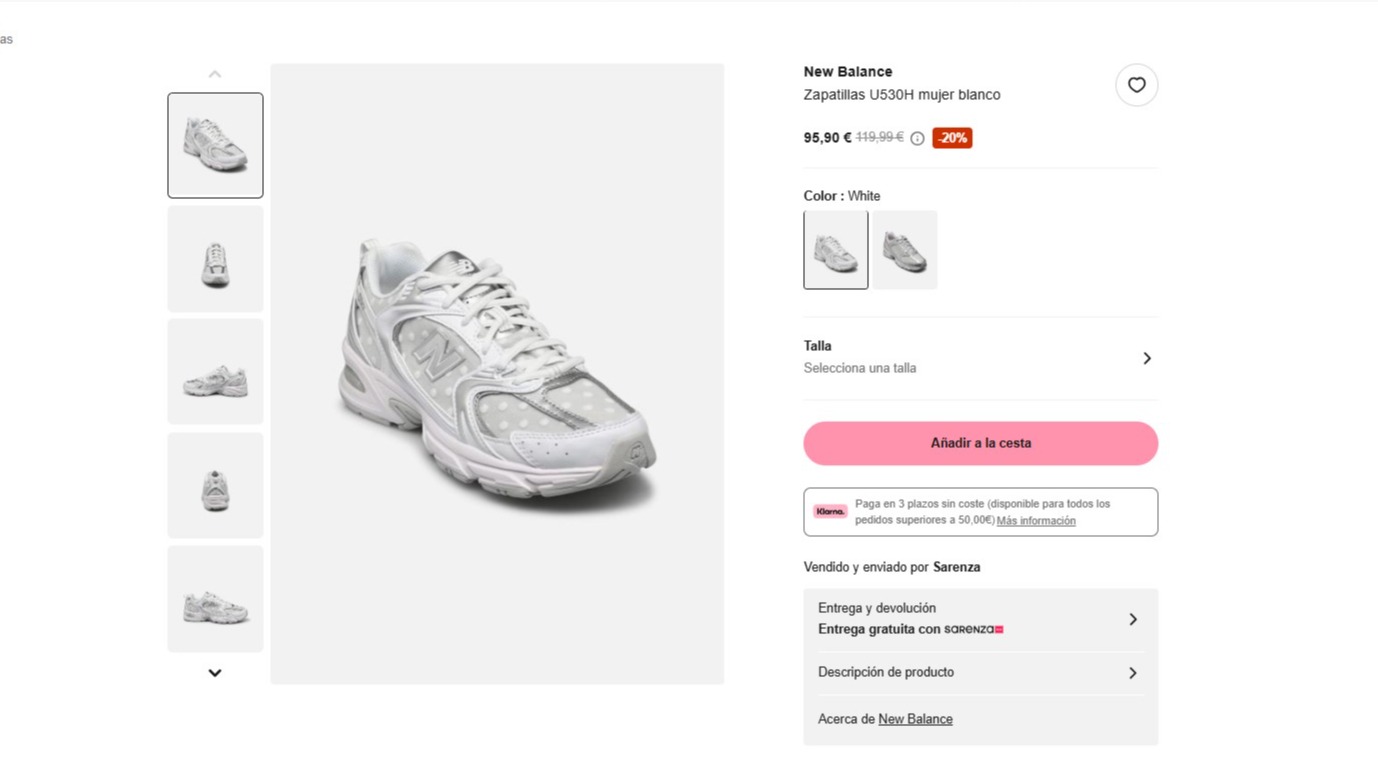 as
New Balance
Zapatillas U530H mujer blanco
95,90 € 119,99 € -20%
Color : White
Talla
Selecciona una talla
Añadir a la cesta
Klarna.
Paga en 3 plazos sin coste (disponible para todos los
pedidos superiores a 50,00€) Más información
Vendido y enviado por Sarenza
Entrega y devolución
Entrega gratuita con sarenza
Descripción de producto
Acerca de New Balance